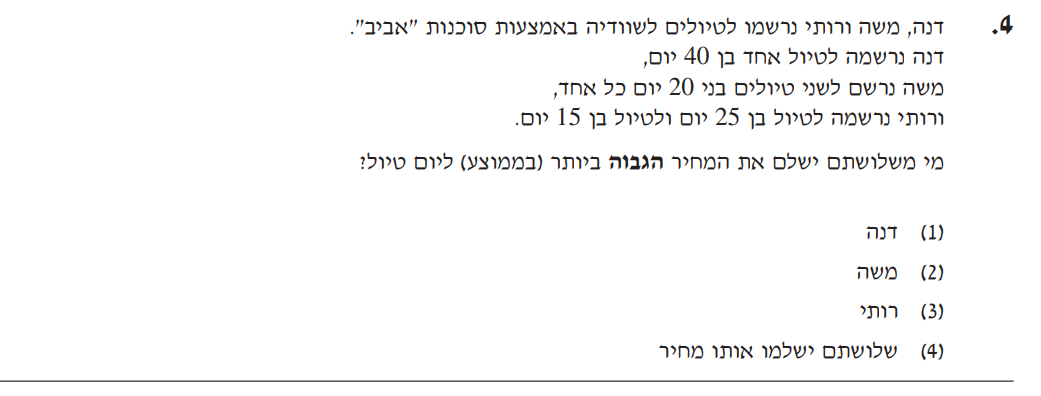 4. דנה, משה ורותי נרשמו לטיולים לשוודיה באמצעות סוכנות "אביב".
דנה נרשמה לטיול אחד בן 40 יום,
משה נרשם לשני טיולים בני 20 יום כל אחד,
ורותי נרשמה לטיול בן 25 יום ולטיול בן 15 יום.
מי משלושתם ישלם את המחיר הגבוה ביותר (בממוצע) ליום טיול?
(1) דנה
(2) משה
(3) רותי
(4) שלושתם ישלמו אותו מחיר